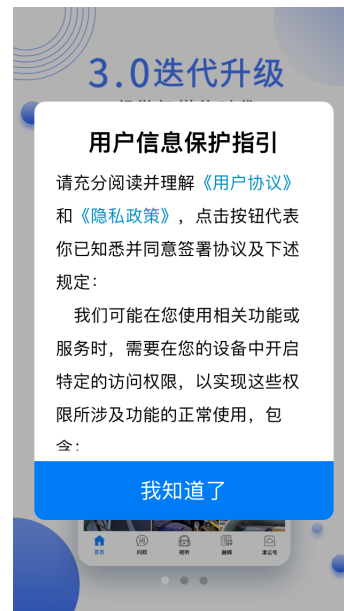 3.0迭代升级
用户信息保护指引
请充分阅读并理解《用户协议》
和《隐私政策》，点击按钮代表
你已知悉并同意签署协议及下述
规定：
我们可能在您使用相关功能或
服务时，需要在您的设备中开启
特定的访问权限，以实现这些权
限所涉及功能的正常使用，包
含：
我知道了
首页 问政 视听 融媒 津云号